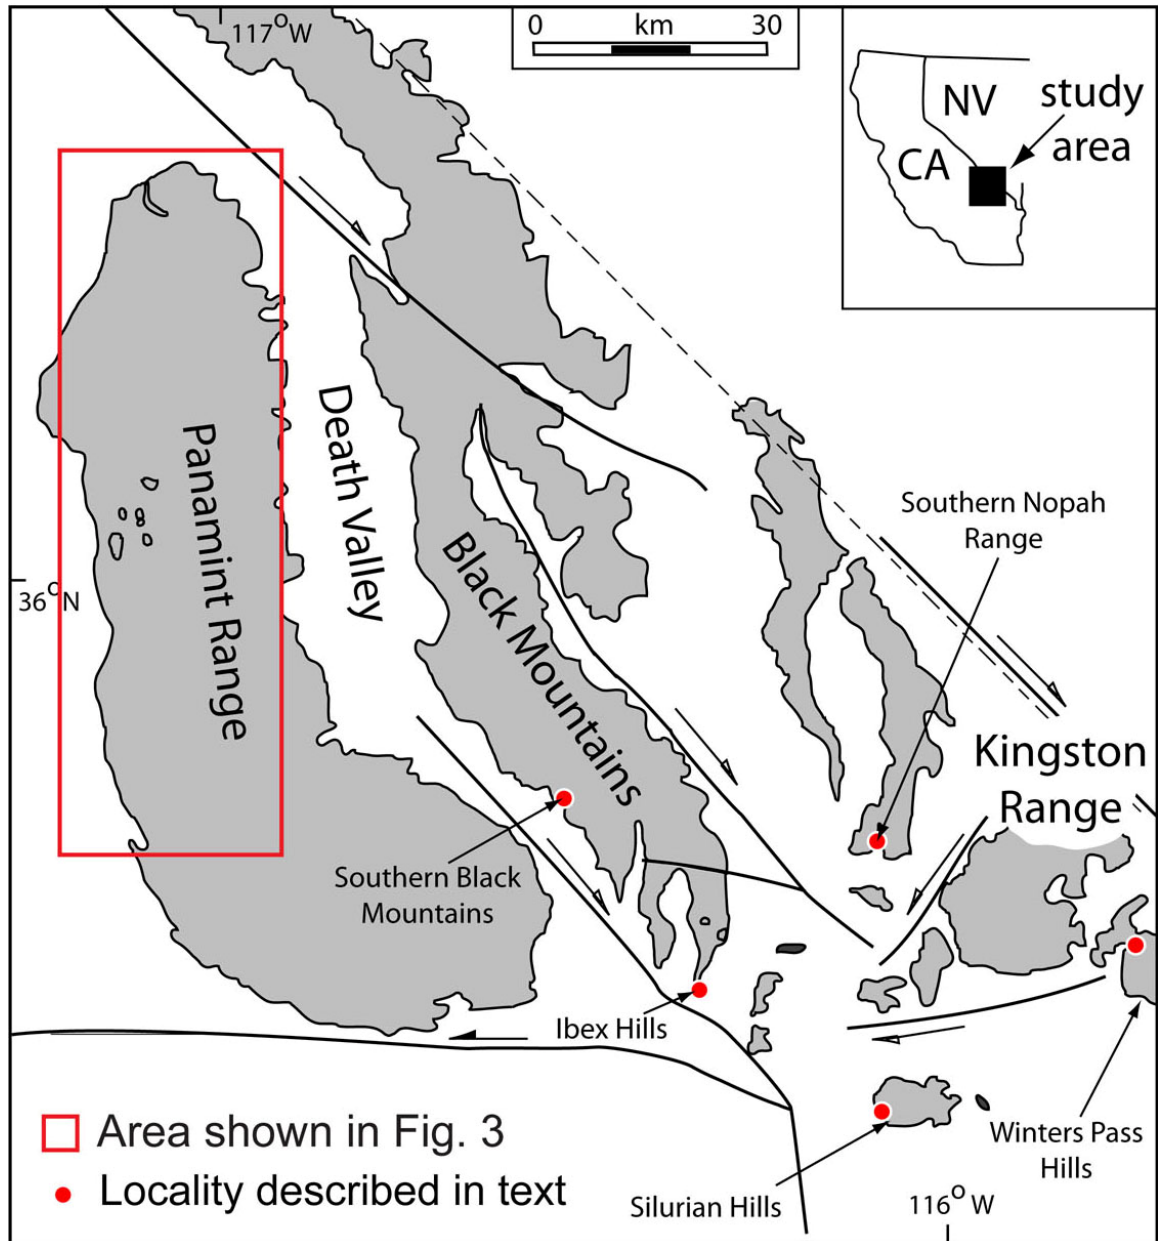 117°W
0 km 30
NV
study
area
CA
Death Valley
Panamint Range
Southern Nopah
Range
36°N
Black Mountains
Kingston
Range
Southern Black
Mountains
Ibex Hills
Area shown in Fig. 3
Locality described in text
Winters Pass
Hills
Silurian Hills
116°W